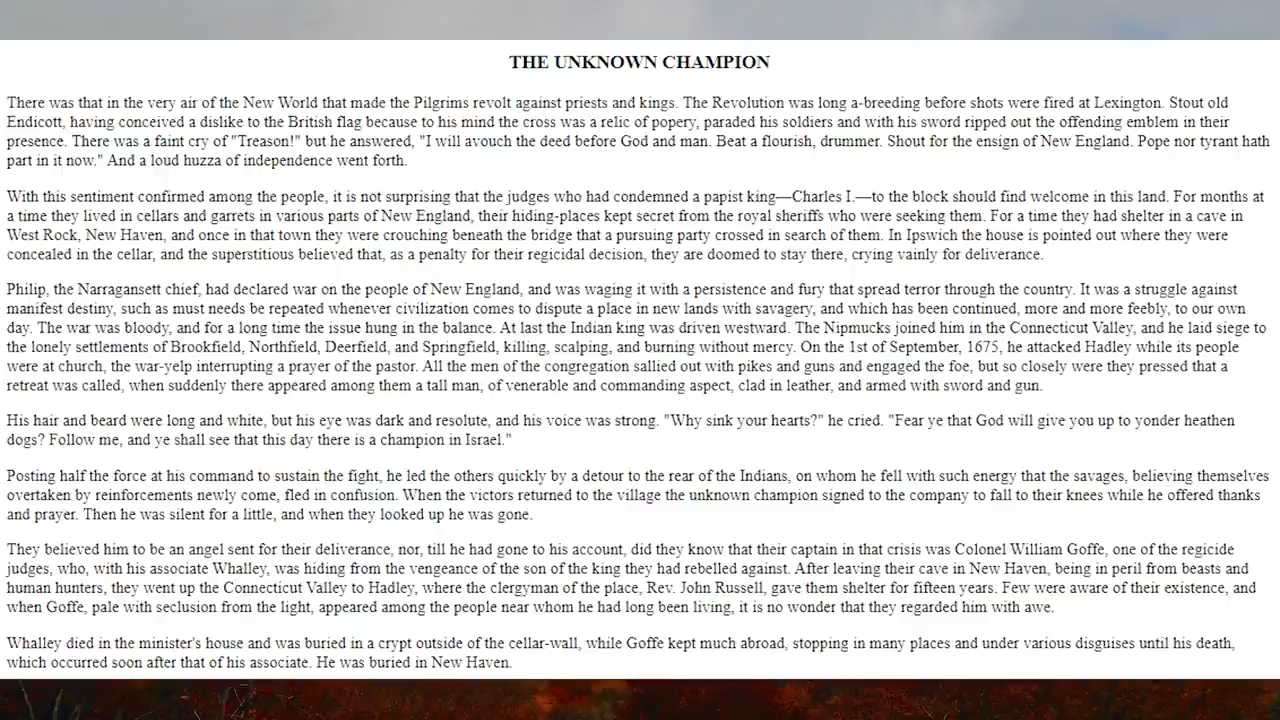 THE UNKNOWN CHAMPION
There was that in the very air of the New World that made the Pilgrims revolt against priests and kings. The Revolution was long a-breeding before shots were fired at Lexington. Stout old
Endicott, having conceived a dislike to the British flag because to his mind the cross was a relic of popery, paraded his soldiers and with his sword ripped out the offending emblem in their
presence. There was a faint cry of "Treason!" but he answered, "I will avouch the deed before God and man. Beat a flourish, drummer. Shout for the ensign of New England. Pope nor tyrant hath
part in it now." And a loud huzza of independence went forth.
With this sentiment confirmed among the people, it is not surprising that the judges who had condemned a papist king—Charles I.—to the block should find welcome in this land. For months at
a time they lived in cellars and garrets in various parts of New England, their hiding-places kept secret from the royal sheriffs who were seeking them. For a time they had shelter in a cave in
West Rock, New Haven, and once in that town they were crouching beneath the bridge that a pursuing party crossed in search of them. In Ipswich the house is pointed out where they were
concealed in the cellar, and the superstitious believed that, as a penalty for their regicidal decision, they are doomed to stay there, crying vainly for deliverance.
Philip, the Narragansett chief, had declared war on the people of New England, and was waging it with a persistence and fury that spread terror through the country. It was a struggle against
manifest destiny, such as must needs be repeated whenever civilization comes to dispute a place in new lands with savagery, and which has been continued, more and more feebly, to our own
day. The war was bloody, and for a long time the issue hung in the balance. At last the Indian king was driven westward. The Nipmucks joined him in the Connecticut Valley, and he laid siege to
the lonely settlements of Brookfield, Northfield, Deerfield, and Springfield, killing, scalping, and burning without mercy. On the 1st of September, 1675, he attacked Hadley while its people
were at church, the war-yelp interrupting a prayer of the pastor. All the men of the congregation sallied out with pikes and guns and engaged the foe, but so closely were they pressed that a
retreat was called, when suddenly there appeared among them a tall man, of venerable and commanding aspect, clad in leather, and armed with sword and gun.
His hair and beard were long and white, but his eye was dark and resolute, and his voice was strong. "Why sink your hearts?" he cried. "Fear ye that God will give you up to yonder heathen
dogs? Follow me, and ye shall see that this day there is a champion in Israel."
Posting half the force at his command to sustain the fight, he led the others quickly by a detour to the rear of the Indians, on whom he fell with such energy that the savages, believing themselves
overtaken by reinforcements newly come, fled in confusion. When the victors returned to the village the unknown champion signed to the company to fall to their knees while he offered thanks
and prayer. Then he was silent for a little, and when they looked up he was gone.
They believed him to be an angel sent for their deliverance, nor, till he had gone to his account, did they know that their captain in that crisis was Colonel William Goffe, one of the regicide
judges, who, with his associate Whalley, was hiding from the vengeance of the son of the king they had rebelled against. After leaving their cave in New Haven, being in peril from beasts and
human hunters, they went up the Connecticut Valley to Hadley, where the clergyman of the place, Rev. John Russell, gave them shelter for fifteen years. Few were aware of their existence, and
when Goffe, pale with seclusion from the light, appeared among the people near whom he had long been living, it is no wonder that they regarded him with awe.
Whalley died in the minister's house and was buried in a crypt outside of the cellar-wall, while Goffe kept much abroad, stopping in many places and under various disguises until his death,
which occurred soon after that of his associate. He was buried in New Haven.